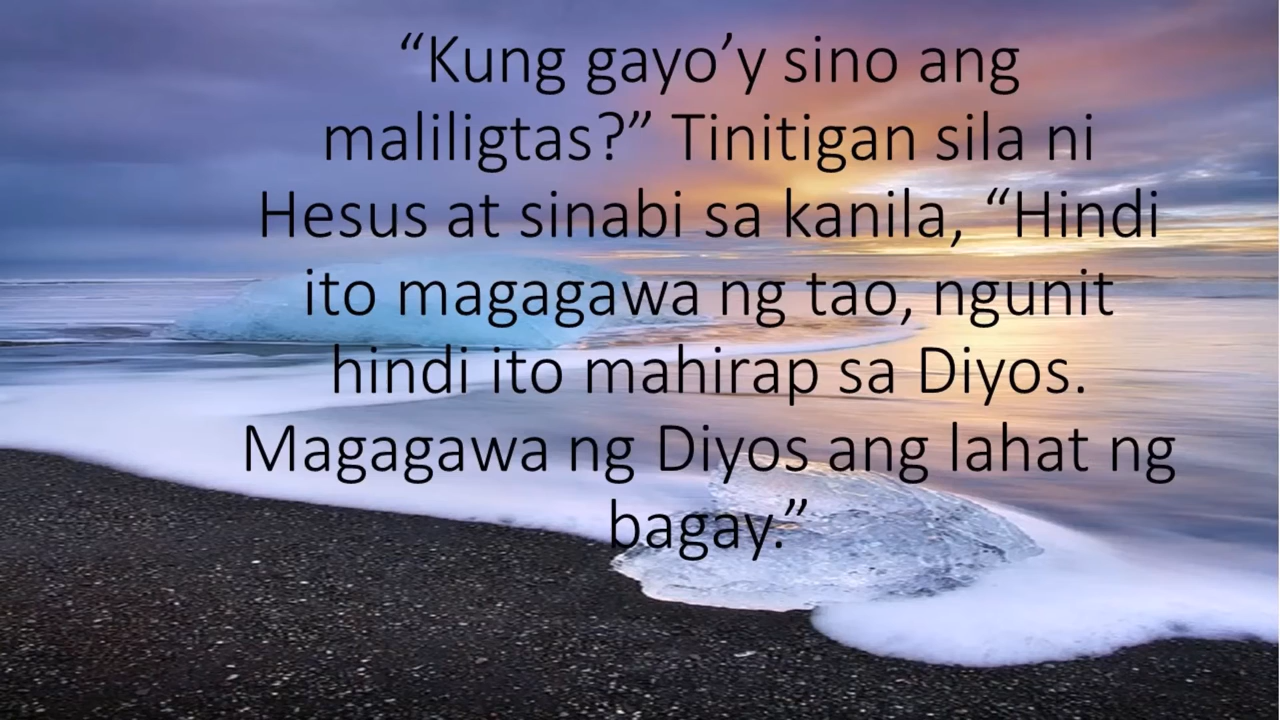 “Kung gayo’y sino ang
maliligtas?” Tinitigan sila ni
Hesus at sinabi sa kanila, “Hindi
ito magagawa ng tao, ngunit
hindi ito mahirap sa Diyos.
Magagawa ng Diyos ang lahat ng
bagay.”